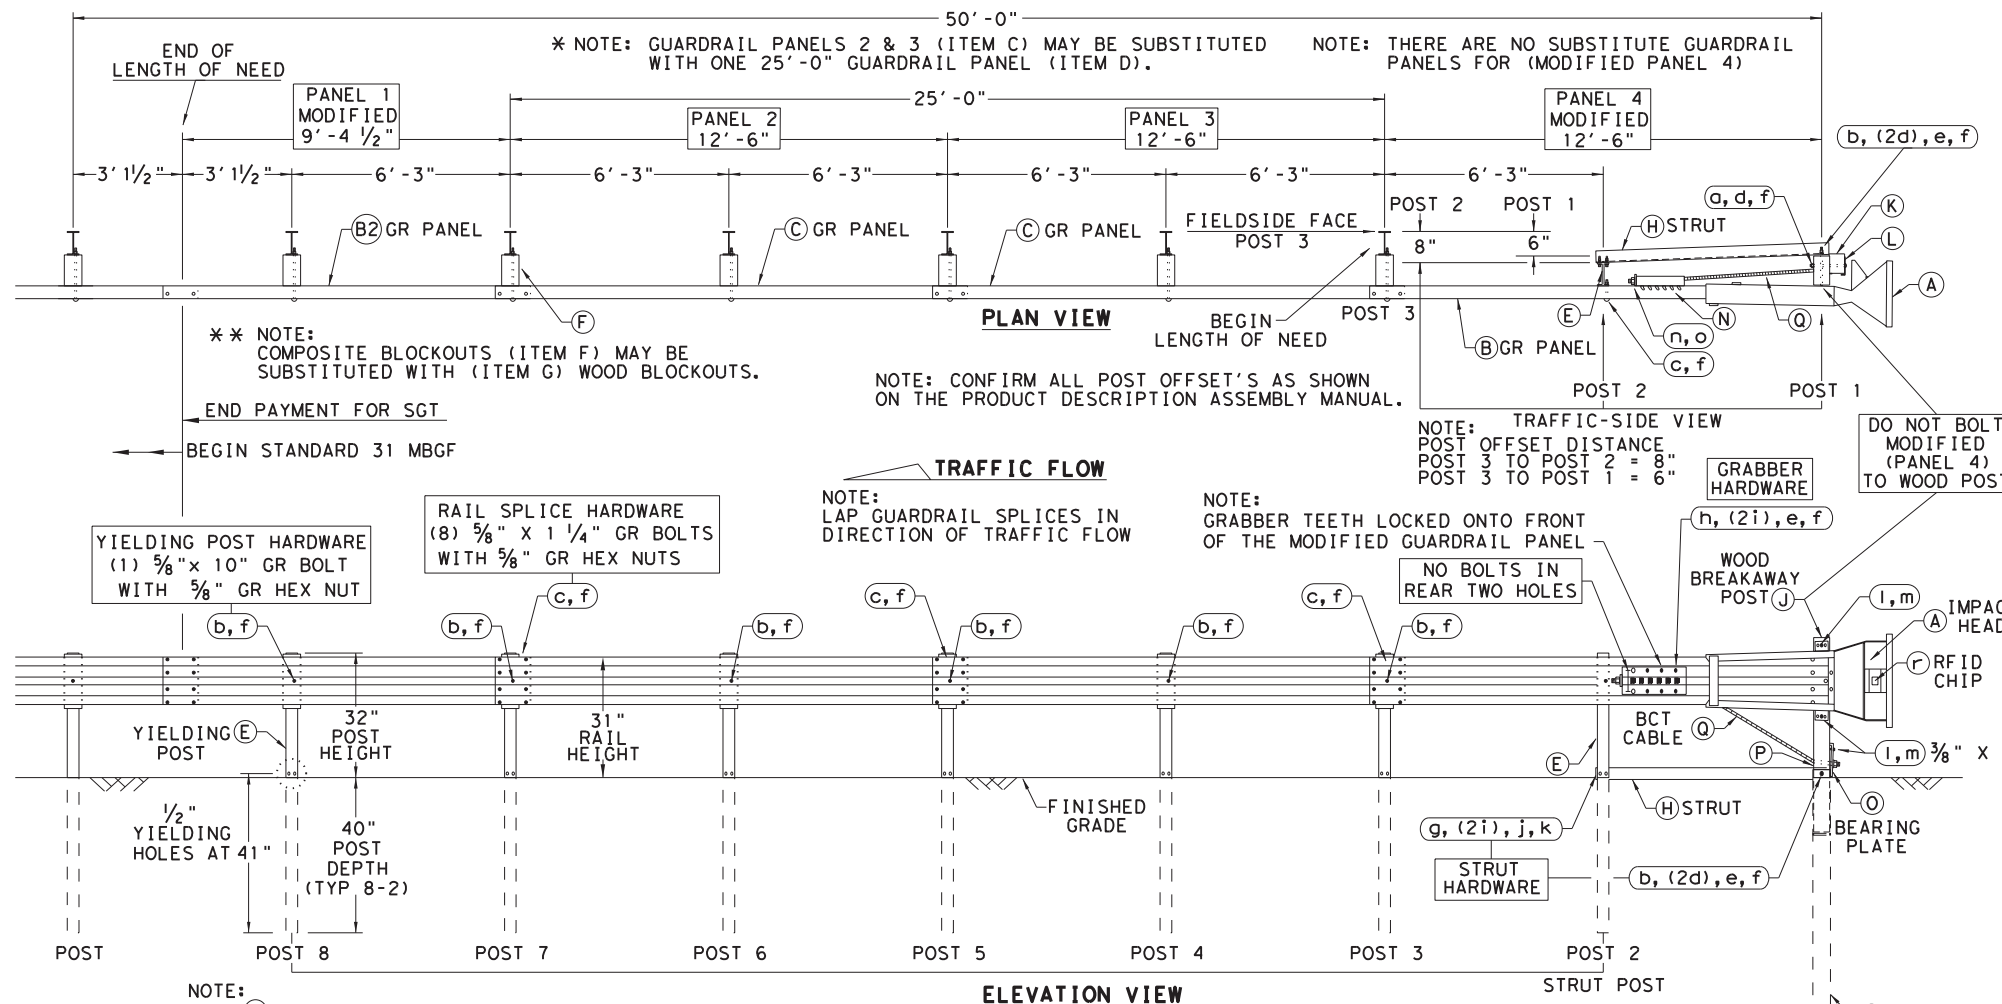 50'-0"
END OF
LENGTH OF NEED
* NOTE: GUARDRAIL PANELS 2 & 3 (ITEM C) MAY BE SUBSTITUTED
WITH ONE 25'-0" GUARDRAIL PANEL (ITEM D).
NOTE: THERE ARE NO SUBSTITUTE GUARDRAIL
PANELS FOR (MODIFIED PANEL 4)
PANEL 1
MODIFIED
9'-4 ½"
25'-0"
PANEL 2
12'-6"
PANEL 3
12'-6"
PANEL 4
MODIFIED
12'-6"
b, (2d), e, f
3' 1½"
3' 1½"
6'-3"
6'-3"
6'-3"
6'-3"
6'-3"
6'-3"
B2 GR PANEL
C GR PANEL
C GR PANEL
FIELDSIDE FACE
POST 3
POST 2
8"
POST 1
6"
H STRUT
a, d, f
K
L
A
F
PLAN VIEW
BEGIN
LENGTH OF NEED
POST 3
B GR PANEL
E
n, o
c, f
N
Q
POST 2
POST 1
** NOTE:
COMPOSITE BLOCKOUTS (ITEM F) MAY BE
SUBSTITUTED WITH (ITEM G) WOOD BLOCKOUTS.
NOTE: CONFIRM ALL POST OFFSET'S AS SHOWN
ON THE PRODUCT DESCRIPTION ASSEMBLY MANUAL.
TRAFFIC-SIDE VIEW
NOTE:
POST OFFSET DISTANCE
POST 3 TO POST 2 = 8"
POST 3 TO POST 1 = 6"
DO NOT BOLT
MODIFIED
(PANEL 4)
TO WOOD POST
END PAYMENT FOR SGT
BEGIN STANDARD 31 MBGF
TRAFFIC FLOW
NOTE:
LAP GUARDRAIL SPLICES IN
DIRECTION OF TRAFFIC FLOW
NOTE:
GRABBER TEETH LOCKED ONTO FRONT
OF THE MODIFIED GUARDRAIL PANEL
GRABBER
HARDWARE
h, (2i), e, f
YIELDING POST HARDWARE
(1) ⅝"x 10" GR BOLT
WITH ⅝" GR HEX NUT
RAIL SPLICE HARDWARE
(8) ⅝" X 1 ¼" GR BOLTS
WITH ⅝" GR HEX NUTS
NO BOLTS IN
REAR TWO HOLES
WOOD
BREAKAWAY
POST J
l, m
A IMPAC
HEAD
r RFID
CHIP
b, f
b, f
c, f
b, f
c, f
b, f
b, f
c, f
b, f
YIELDING E
POST
32"
POST
HEIGHT
31"
RAIL
HEIGHT
BCT
CABLE Q
E
P
l, m ⅜" X
½"
YIELDING
HOLES AT 41"
40"
POST
DEPTH
(TYP 8-2)
FINISHED
GRADE
H STRUT
O
BEARING
PLATE
g, (2i), j, k
STRUT
HARDWARE
b, (2d), e, f
POST
POST 8
POST 7
POST 6
POST 5
POST 4
POST 3
POST 2
STRUT POST
NOTE:
ELEVATION VIEW